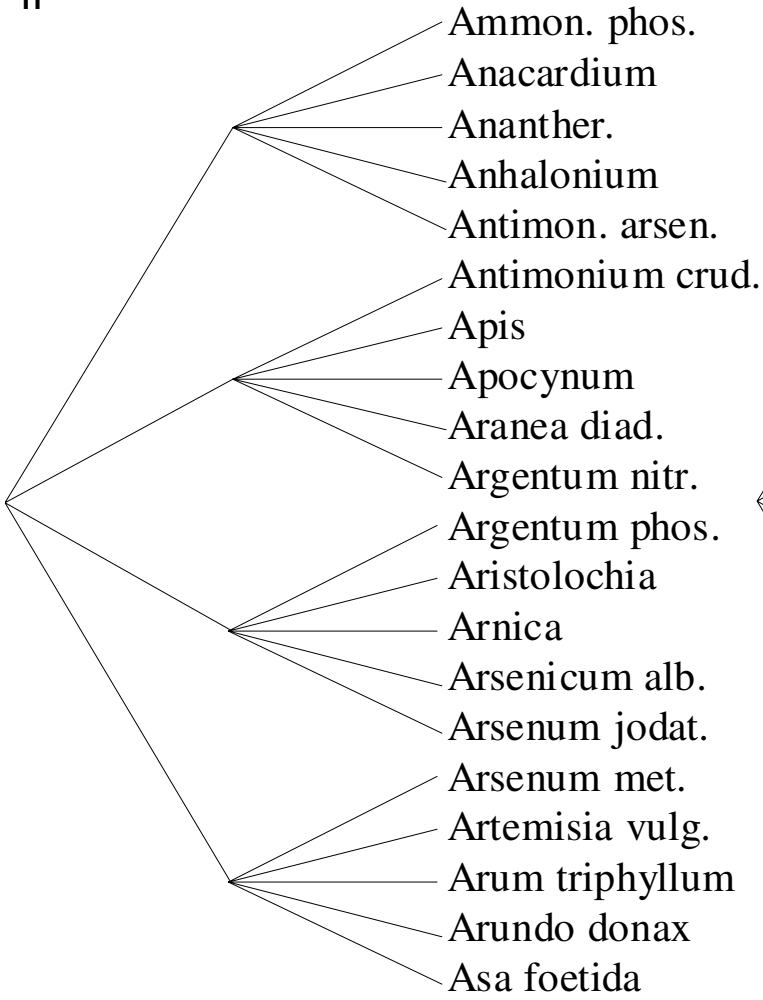 Ammon. phos.
Anacardium
Ananther.
Anhalonium
Antimon. arsen.
Antimonium crud.
Apis
Apocynum
Aranea diad.
Argentum nitr.
Argentum phos.
Aristolochia
Arnica
Arsenicum alb.
Arsenum jodat.
Arsenum met.
Artemisia vulg.
Arum triphyllum
Arundo donax
Asa foetida